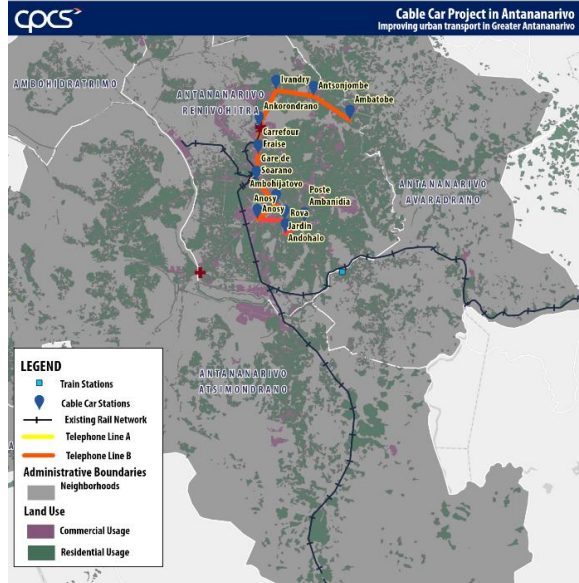 cpcs
Cable Car Project in Antananarivo
Improving urban transport in Greater Antananarivo
AMBOHIDRATRIMO
ANTANANARIVO
RENIVOHITRA
Ivandry
Antsonjombe
Ambatobe
Ankorondrano
Carrefour
Fraise
Gare de
Soarano
Ambohijatovo
Poste
Ambanidia
Anosy
Anosy
Rova
Jardin
Andohalo
ANTANANARIVO
AVARADRANO
ANTANANARIVO
ATSIMONDRANO
A
LEGEND
Train Stations
Cable Car Stations
Existing Rail Network
Telephone Line A
Telephone Line B
Administrative Boundaries
Neighborhoods
Land Use
Commercial Usage
Residential Usage